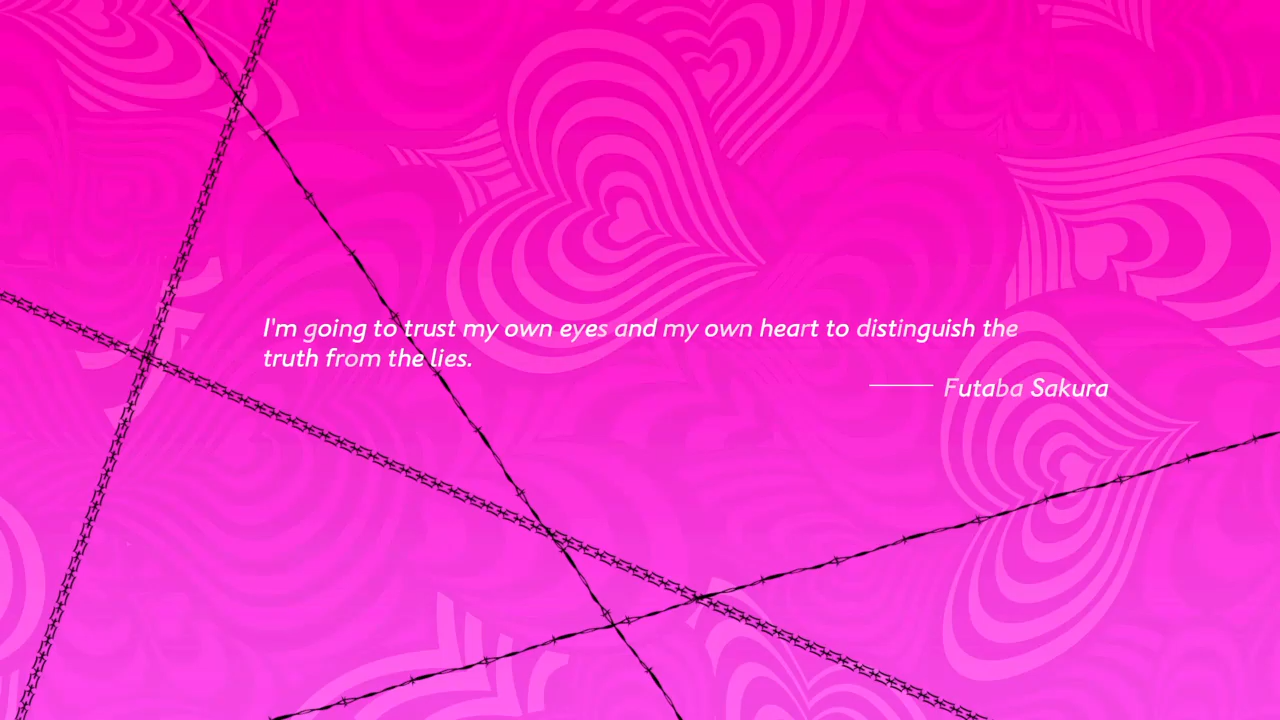 I'm going to trust my own eyes and my own heart to distinguish the
truth from the lies.
—— Futaba Sakura